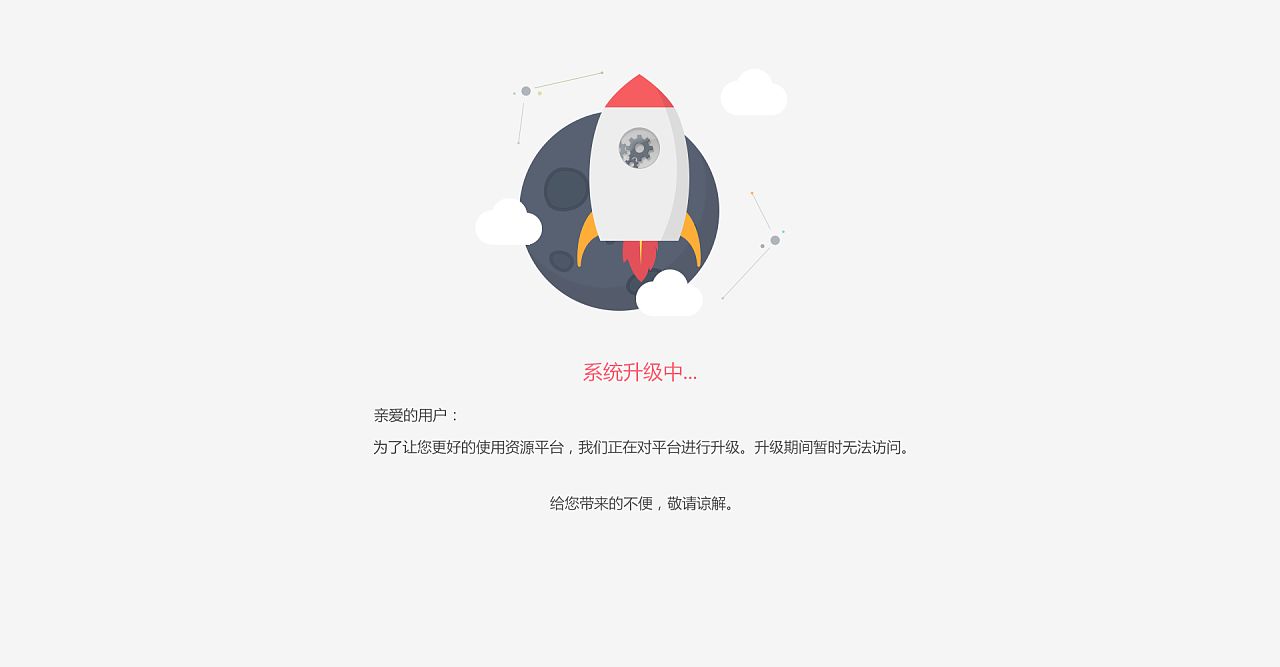 系统升级中...
亲爱的用户：
为了让您更好的使用资源平台，我们正在对平台进行升级。升级期间暂时无法访问。
给您带来的不便，敬请谅解。